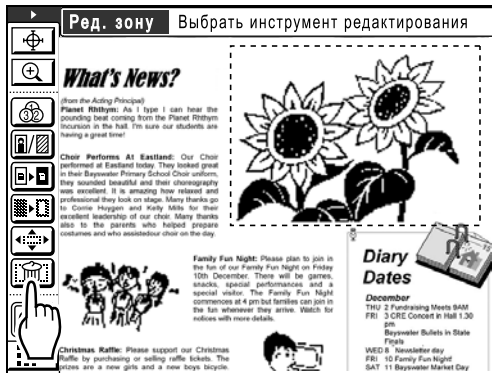 Ред. зону Выбрать инструмент редактирования
What's News?
(from the Acting Principal)
Planet Rhthym: As I type I can hear the
pounding beat coming from the Planet Rhthym
Incursion in the hall. I'm sure our students are
having a great time!
Choir Performs At Eastland: Our Choir
performed at Eastland today. They looked great
in their Bayswater Primary School Choir uniform,
they sounded beautiful and their choreography
was excellent. It is amazing how relaxed and
professional they look on stage. Many thanks go
to Corrie Huygen and Kelly Mills for their
excellent leadership of our choir. Many thanks
also to the parents who helped prepare
costumes and who assistedour choir on the day.
Family Fun Night: Please plan to join in
the fun of our Family Fun Night on Friday
10th December. There will be games,
snacks, special performances and a
special visitor. The Family Fun Night
commences at 4 pm but families can join in
the fun whenever they arrive. Watch for
notices with more details.
Christmas Raffle: Please support our Christmas
Raffle by purchasing or selling raffle tickets. The
prizes are a new girls and a new boys bicycle.
Diary
Dates
December
THU 2 Fundraising Meets 9AM
FRI 3 CRE Concert in Hall 1.30
pm
Bayswater Bullets in State
Finals
WED 8 Newsletter day
FRI 10 Family Fun Night!
SAT 11 Bayswater Market Day